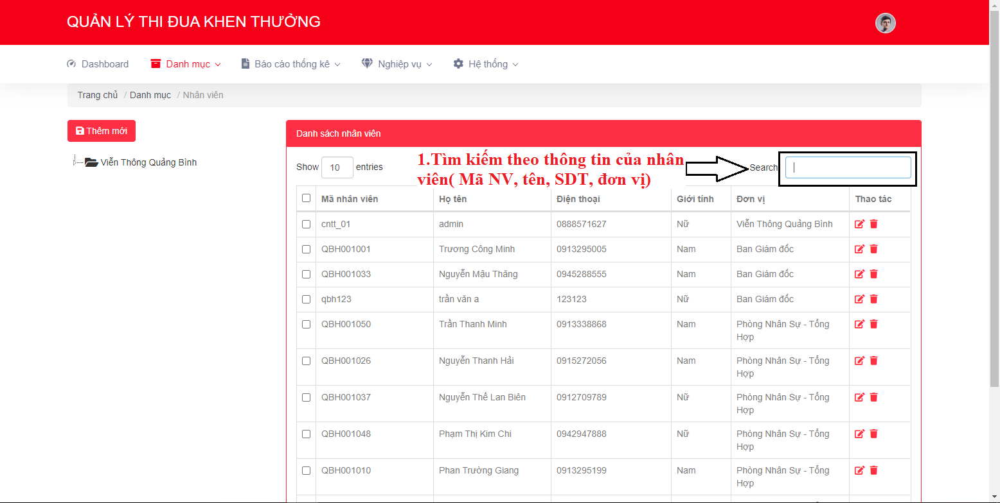 QUẢN LÝ THI ĐUA KHEN THƯỞNG
Dashboard Danh mục Báo cáo thống kê Nghiệp vụ Hệ thống
Trang chủ / Danh mục / Nhân viên
Thêm mới
Viễn Thông Quảng Bình
Danh sách nhân viên
Show 10 entries
1.Tìm kiếm theo thông tin của nhân
viên( Mã NV, tên, SDT, đơn vị)
Search
Mã nhân viên Họ tên Điện thoại Giới tính Đơn vị Thao tác
cntt_01 admin 0888571627 Nữ Viễn Thông Quảng Bình
QBH001001 Trương Công Minh 0913295005 Nam Ban Giám đốc
QBH001033 Nguyễn Mậu Thăng 0945288555 Nam Ban Giám đốc
qbh123 trần văn a 123123 Nữ Ban Giám đốc
QBH001050 Trần Thanh Minh 0913338868 Nam Phòng Nhân Sự - Tổng
Hợp
QBH001026 Nguyễn Thanh Hải 0915272056 Nam Phòng Nhân Sự - Tổng
Hợp
QBH001037 Nguyễn Thế Lan Biên 0912709789 Nữ Phòng Nhân Sự - Tổng
Hợp
QBH001048 Phạm Thị Kim Chi 0942947888 Nữ Phòng Nhân Sự - Tổng
Hợp
QBH001010 Phan Trường Giang 0913295199 Nam Phòng Nhân Sự - Tổng
Hợp